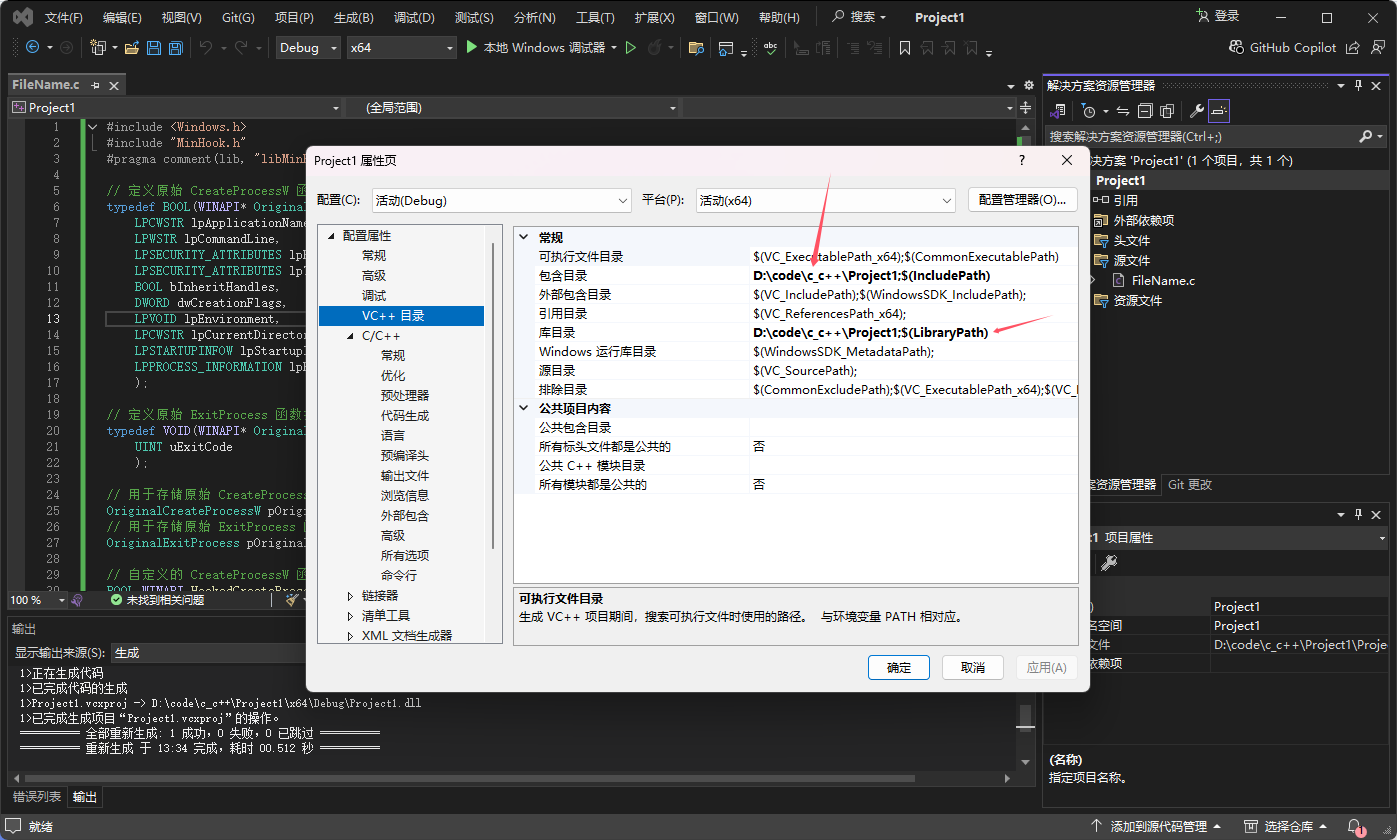 文件(F) 编辑(E) 视图(V) Git(G) 项目(P) 生成(B) 调试(D) 测试(S) 分析(N) 工具(T) 扩展(X) 窗口(W) 帮助(H) 搜索 Project1 登录
Debug x64 本地 Windows 调试器 GitHub Copilot
FileName.c
Project1 (全局范围)
1 #include <Windows.h>
2 #include "MinHook.h"
3 #pragma comment(lib, "libMinH
4
5 // 定义原始 CreateProcessW 函
6 typedef BOOL(WINAPI* Original
7 LPCWSTR lpApplicationName
8 LPWSTR lpCommandLine,
9 LPSECURITY_ATTRIBUTES lpP
10 LPSECURITY_ATTRIBUTES lpT
11 BOOL bInheritHandles,
12 DWORD dwCreationFlags,
13 LPVOID lpEnvironment,
14 LPCWSTR lpCurrentDirector
15 LPSTARTUPINFOW lpStartupI
16 LPPROCESS_INFORMATION lpP
17 );
18
19 // 定义原始 ExitProcess 函数
20 typedef VOID(WINAPI* Original
21 UINT uExitCode
22 );
23
24 // 用于存储原始 CreateProcess
25 OriginalCreateProcessW pOrigi
26 // 用于存储原始 ExitProcess
27 OriginalExitProcess pOriginal
28
29 // 自定义的 CreateProcessW 函
30 BOOL WINAPI HookedCreateProce
100 % 未找到相关问题
Project1 属性页 ?
配置(C): 活动(Debug) 平台(P): 活动(x64) 配置管理器(O)...
配置属性
常规
高级
调试
VC++ 目录
C/C++
常规
优化
预处理器
代码生成
语言
预编译头
输出文件
浏览信息
外部包含
高级
所有选项
命令行
链接器
清单工具
XML 文档生成器
常规
可执行文件目录 $(VC_ExecutablePath_x64);$(CommonExecutablePath)
包含目录 D:\code\c_c++\Project1;$(IncludePath)
外部包含目录 $(VC_IncludePath);$(WindowsSDK_IncludePath);
引用目录 $(VC_ReferencesPath_x64);
库目录 D:\code\c_c++\Project1;$(LibraryPath)
Windows 运行库目录 $(WindowsSDK_MetadataPath);
源目录 $(VC_SourcePath);
排除目录 $(CommonExcludePath);$(VC_ExecutablePath_x64);$(VC_I
公共项目内容
公共包含目录
所有标头文件都是公共的 否
公共 C++ 模块目录
所有模块都是公共的 否
可执行文件目录
生成 VC++ 项目期间，搜索可执行文件时使用的路径。 与环境变量 PATH 相对应。
确定 取消 应用(A)
解决方案资源管理器
搜索解决方案资源管理器(Ctrl+;)
决方案 'Project1' (1 个项目，共 1 个)
Project1
引用
外部依赖项
头文件
源文件
FileName.c
资源文件
案资源管理器 Git 更改
1 项目属性
) Project1
名空间 Project1
文件 D:\code\c_c++\Project1\Proje
依赖项
(名称)
指定项目名称。
输出
显示输出来源(S): 生成
1>正在生成代码
1>已完成代码的生成
1>Project1.vcxproj -> D:\code\c_c++\Project1\x64\Debug\Project1.dll
1>已完成生成项目“Project1.vcxproj”的操作。
========== 全部重新生成: 1 成功，0 失败，0 已跳过 ==========
========== 重新生成 于 13:34 完成，耗时 00.512 秒 ==========
错误列表 输出
就绪 添加到源代码管理 选择仓库 1